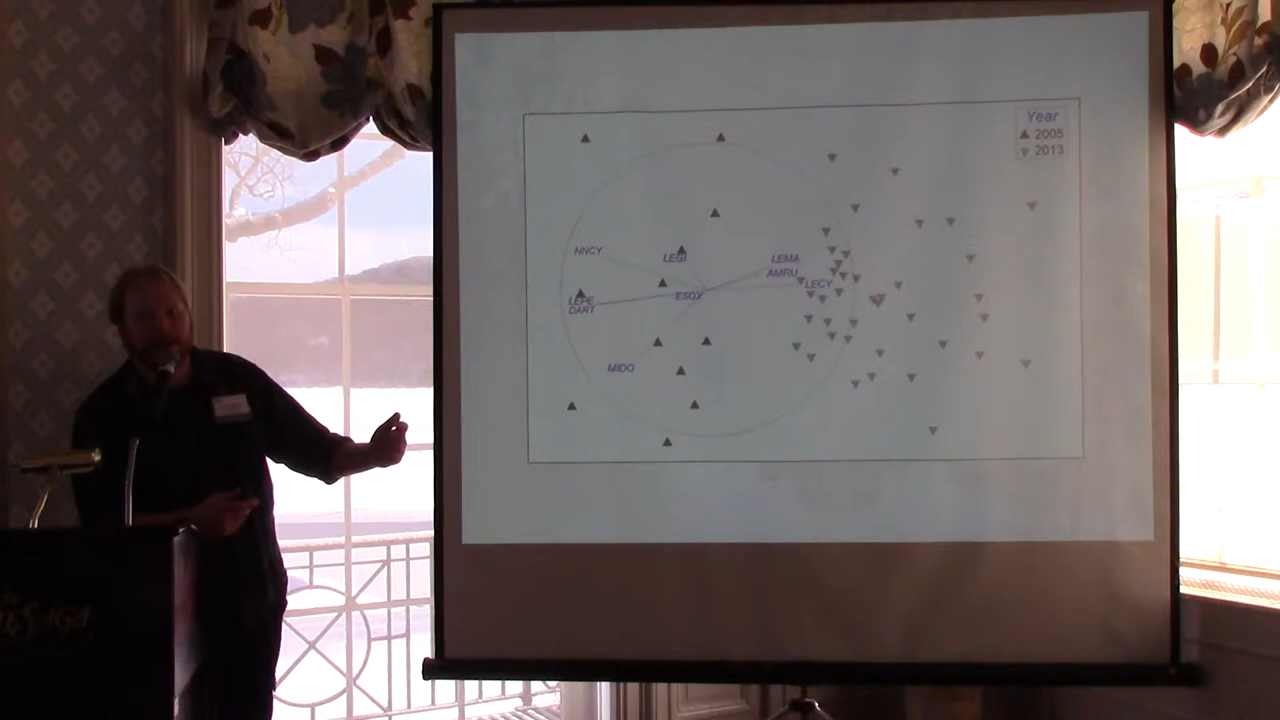 Year
2005
2013
NNCY
LEGI
LEMA
AMRU
LECY
ESOX
LEPE
DART
MIDO